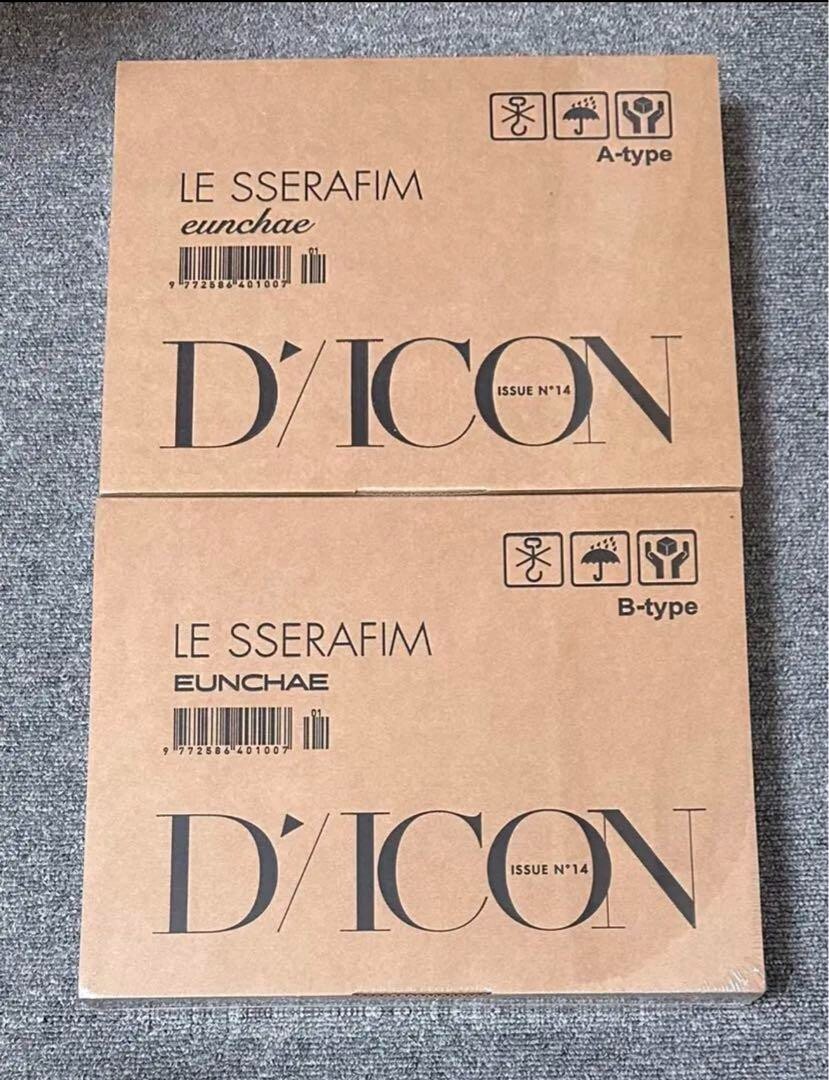 A-type
LE SSERAFIM
eunchae
01
9 772586 401007
D'/ICON
ISSUE N°14
B-type
LE SSERAFIM
EUNCHAE
01
9 772586 401007
D'/ICON
ISSUE N°14